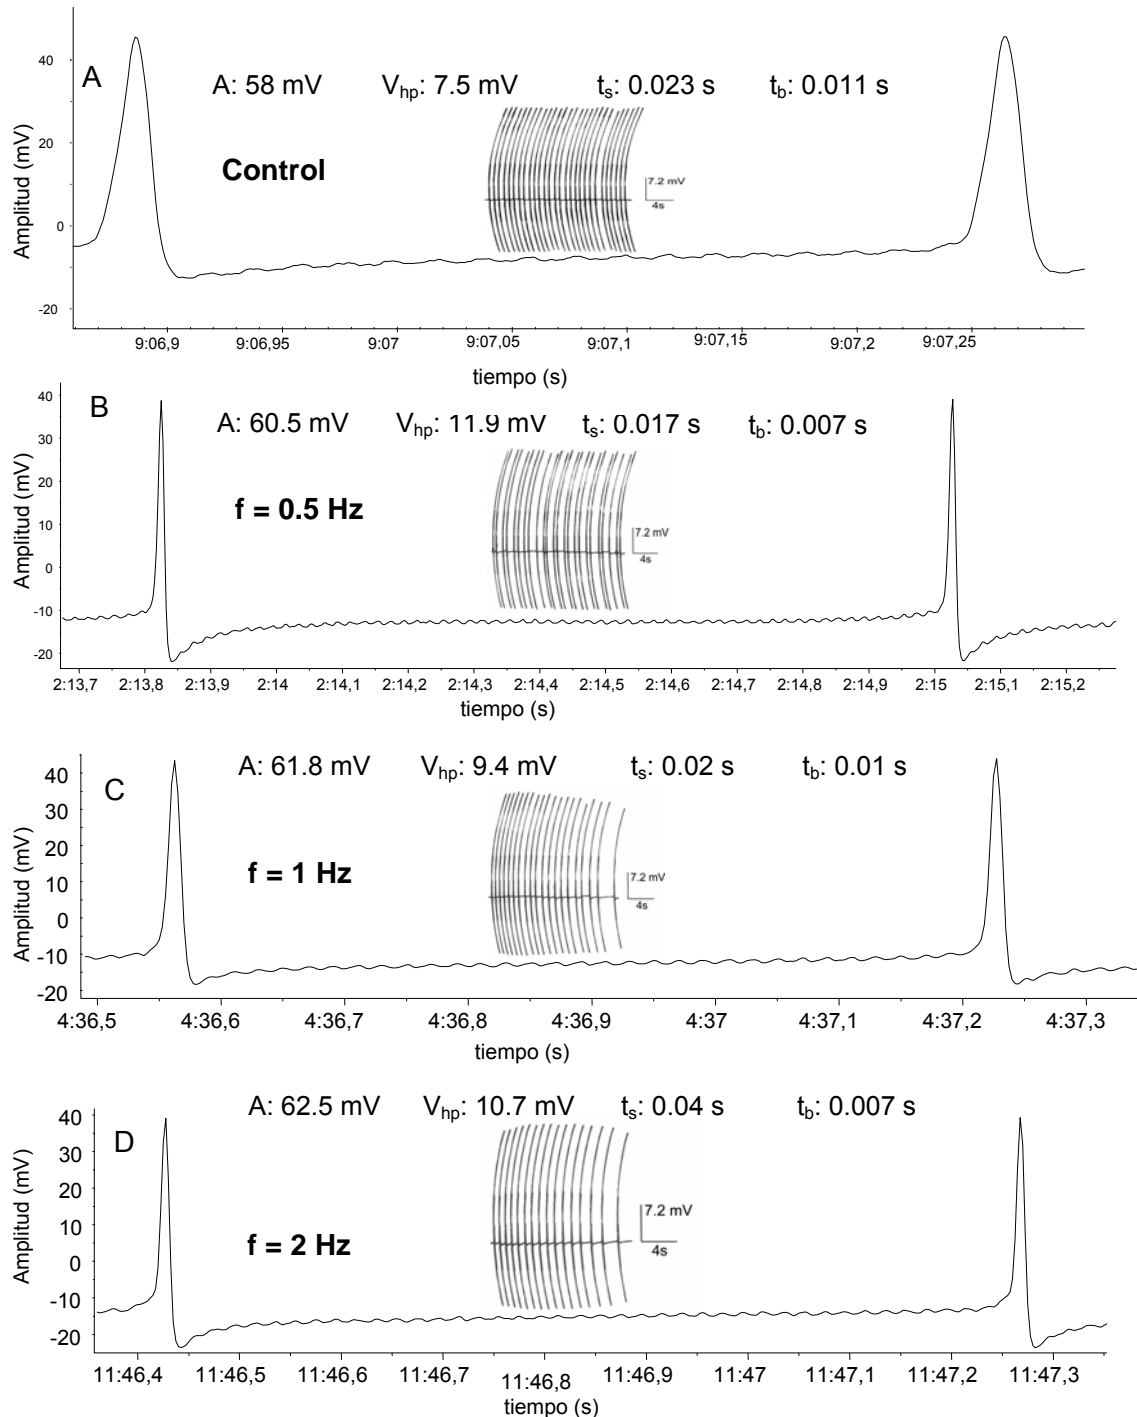 A
A: 58 mV Vhp: 7.5 mV ts: 0.023 s tb: 0.011 s
Control
7.2 mV
4s
Amplitud (mV)
40
20
0
-20
9:06,9 9:06,95 9:07 9:07,05 9:07,1 9:07,15 9:07,2 9:07,25
tiempo (s)
B
A: 60.5 mV Vhp: 11.9 mV ts: 0.017 s tb: 0.007 s
f = 0.5 Hz
7.2 mV
4s
Amplitud (mV)
40
30
20
10
0
-10
-20
2:13,7 2:13,8 2:13,9 2:14 2:14,1 2:14,2 2:14,3 2:14,4 2:14,5 2:14,6 2:14,7 2:14,8 2:14,9 2:15 2:15,1 2:15,2
tiempo (s)
C
A: 61.8 mV Vhp: 9.4 mV ts: 0.02 s tb: 0.01 s
f = 1 Hz
7.2 mV
4s
Amplitud (mV)
40
30
20
10
0
-10
-20
4:36,5 4:36,6 4:36,7 4:36,8 4:36,9 4:37 4:37,1 4:37,2 4:37,3
tiempo (s)
D
A: 62.5 mV Vhp: 10.7 mV ts: 0.04 s tb: 0.007 s
f = 2 Hz
7.2 mV
4s
Amplitud (mV)
40
30
20
10
0
-10
-20
11:46,4 11:46,5 11:46,6 11:46,7 11:46,8 11:46,9 11:47 11:47,1 11:47,2 11:47,3
tiempo (s)